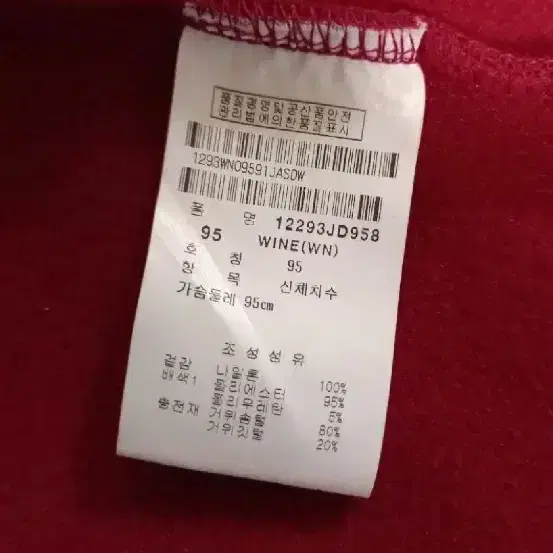 품질경영및공산품안전
관리법에의한품질표시
1293WN09591JASOW
품 명 12293JD958
95 WINE(WN)
호 칭 95
항 목 신체치수
가슴둘레 95cm
조성섬유
겉감 나일론 100%
배색1 폴리에스터 95%
폴리우레탄 5%
충전재 거위솜털 80%
거위깃털 20%